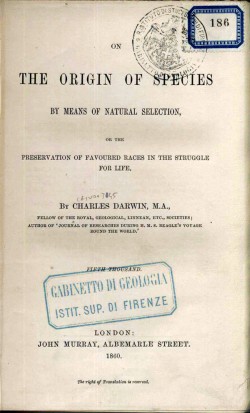 186
ON
THE ORIGIN OF SPECIES
BY MEANS OF NATURAL SELECTION,
OR THE
PRESERVATION OF FAVOURED RACES IN THE STRUGGLE
FOR LIFE.
BY CHARLES DARWIN, M.A.,
FELLOW OF THE ROYAL, GEOLOGICAL, LINNEAN, ETC., SOCIETIES;
AUTHOR OF "JOURNAL OF RESEARCHES DURING H. M. S. BEAGLE'S VOYAGE
ROUND THE WORLD."
FIFTH THOUSAND.
GABINETTO DI GEOLOGIA
ISTIT. SUP. DI FIRENZE
LONDON:
JOHN MURRAY, ALBEMARLE STREET.
1860.
The right of Translation is reserved.